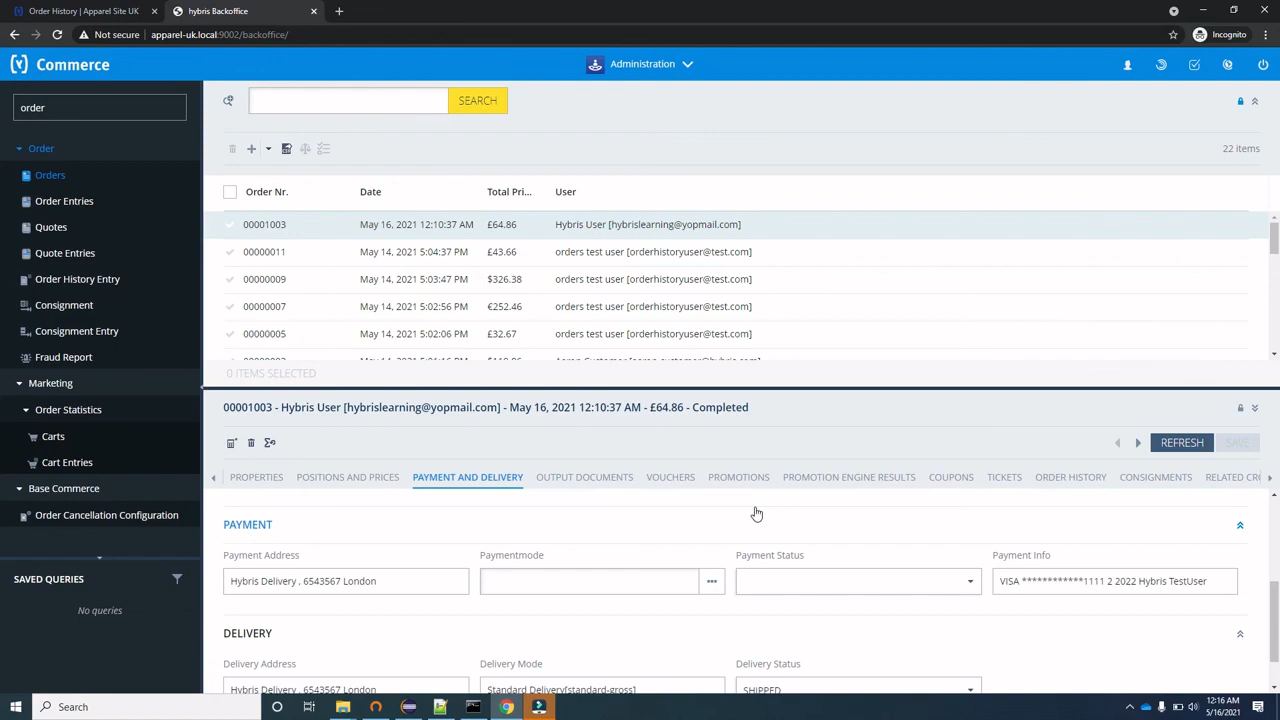 Order History | Apparel Site UK
hybris Backoffice
Incognito
Not secure
apparel-uk.local:9002/backoffice/
Commerce
Administration
order
SEARCH
Order
22 items
Orders
Order Entries
Quotes
Quote Entries
Order History Entry
Consignment
Consignment Entry
Fraud Report
Marketing
Order Statistics
Carts
Cart Entries
Base Commerce
Order Cancellation Configuration
SAVED QUERIES
No queries
Order Nr. Date Total Pri... User
00001003 May 16, 2021 12:10:37 AM £64.86 Hybris User [hybrislearning@yopmail.com]
00000011 May 14, 2021 5:04:37 PM £43.66 orders test user [orderhistoryuser@test.com]
00000009 May 14, 2021 5:03:47 PM $326.38 orders test user [orderhistoryuser@test.com]
00000007 May 14, 2021 5:02:56 PM €252.46 orders test user [orderhistoryuser@test.com]
00000005 May 14, 2021 5:02:06 PM £32.67 orders test user [orderhistoryuser@test.com]
0 ITEMS SELECTED
00001003 - Hybris User [hybrislearning@yopmail.com] - May 16, 2021 12:10:37 AM - £64.86 - Completed
REFRESH SAVE
PROPERTIES POSITIONS AND PRICES PAYMENT AND DELIVERY OUTPUT DOCUMENTS VOUCHERS PROMOTIONS PROMOTION ENGINE RESULTS COUPONS TICKETS ORDER HISTORY CONSIGNMENTS RELATED
PAYMENT
Payment Address Paymentmode Payment Status Payment Info
Hybris Delivery , 6543567 London VISA ************1111 2 2022 Hybris TestUser
DELIVERY
Delivery Address Delivery Mode Delivery Status
Hybris Delivery , 6543567 London Standard Delivery[standard-gross] SHIPPED
Search
12:16 AM
5/16/2021